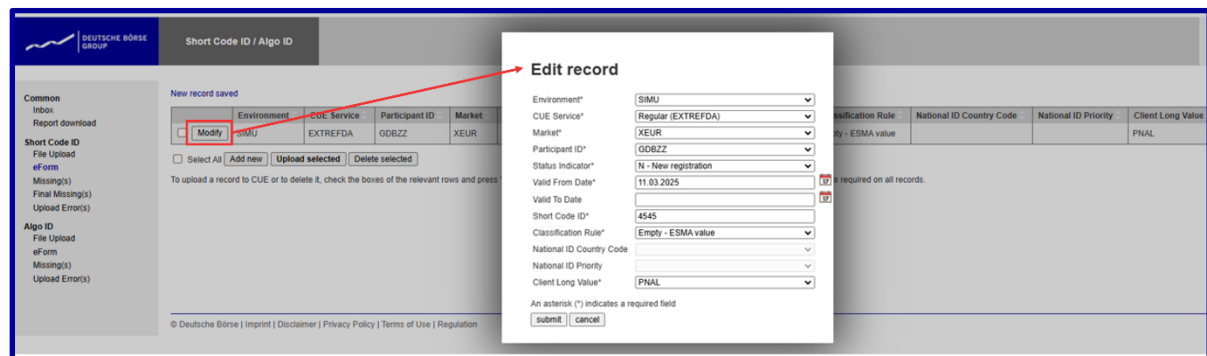 DEUTSCHE BÖRSE
GROUP
Short Code ID / Algo ID
Common
Inbox
Report download
Short Code ID
File Upload
eForm
Missing(s)
Final Missing(s)
Upload Error(s)
Algo ID
File Upload
eForm
Missing(s)
Upload Error(s)
New record saved
Environment CUE Service Participant ID Market ssification Rule National ID Country Code National ID Priority Client Long Value
Modify SIMU EXTREFDA GDBZZ XEUR pty - ESMA value PNAL
Select All Add new Upload selected Delete selected
To upload a record to CUE or to delete it, check the boxes of the relevant rows and press s required on all records.
Edit record
Environment* SIMU
CUE Service* Regular (EXTREFDA)
Market* XEUR
Participant ID* GDBZZ
Status Indicator* N - New registration
Valid From Date* 11.03.2025
Valid To Date
Short Code ID* 4545
Classification Rule* Empty - ESMA value
National ID Country Code
National ID Priority
Client Long Value* PNAL
An asterisk (*) indicates a required field
submit cancel
© Deutsche Börse | Imprint | Disclaimer | Privacy Policy | Terms of Use | Regulation